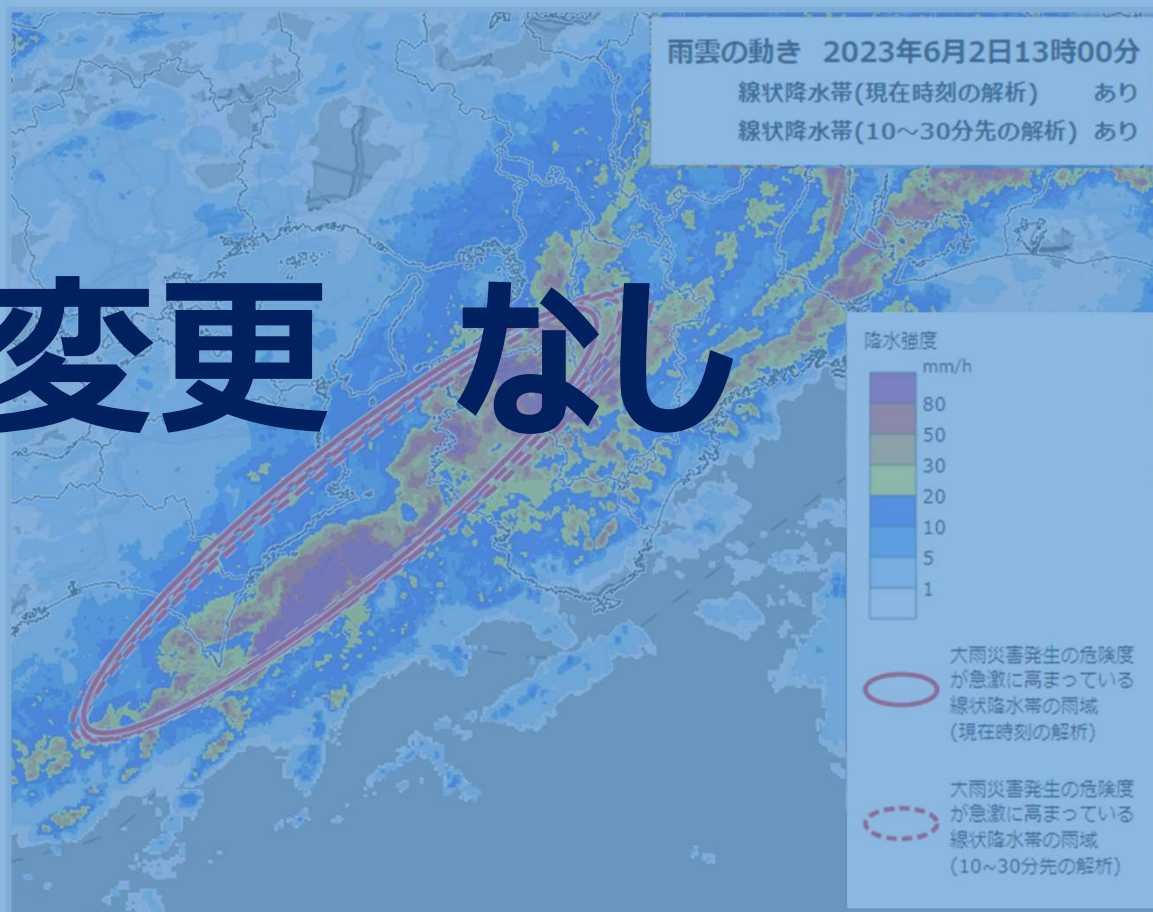 雨雲の動き 2023年6月2日13時00分
線状降水帯(現在時刻の解析) あり
線状降水帯(10～30分先の解析) あり
変更 なし
降水強度
mm/h
80
50
30
20
10
5
1
大雨災害発生の危険度
が急激に高まっている
線状降水帯の雨域
(現在時刻の解析)
大雨災害発生の危険度
が急激に高まっている
線状降水帯の雨域
(10~30分先の解析)